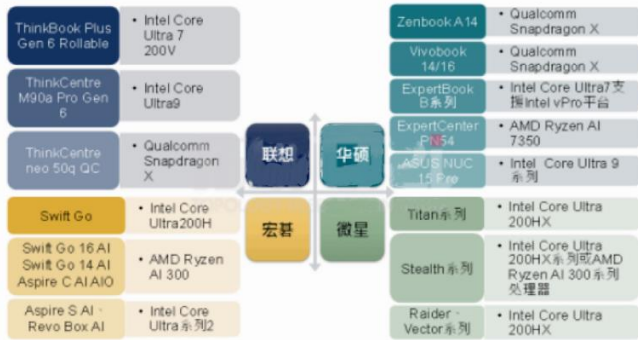 ThinkBook Plus
Gen 6 Rollable
• Intel Core
Ultra 7
200V
ThinkCentre
M90a Pro Gen
6
• Intel Core
Ultra9
ThinkCentre
neo 50q QC
• Qualcomm
Snapdragon
X
Zenbook A14
• Qualcomm
Snapdragon X
Vivobook
14/16
• Qualcomm
Snapdragon X
ExpertBook
B系列
• Intel Core Ultra7支
援Intel vPro平台
ExpertCenter
PN54
• AMD Ryzen AI
7350
ASUS NUC
15 Pro
• Intel Core Ultra 9
系列
联想
华硕
宏碁
微星
Swift Go
• Intel Core
Ultra200H
Swift Go 16 AI
Swift Go 14 AI
Aspire C AI AIO
• AMD Ryzen
AI 300
Aspire S AI、
Revo Box AI
• Intel Core
Ultra系列2
Titan系列
• Intel Core Ultra
200HX
Stealth系列
• Intel Core Ultra
200HX系列或AMD
Ryzen AI 300系列
处理器
Raider、
Vector系列
• Intel Core Ultra
200HX